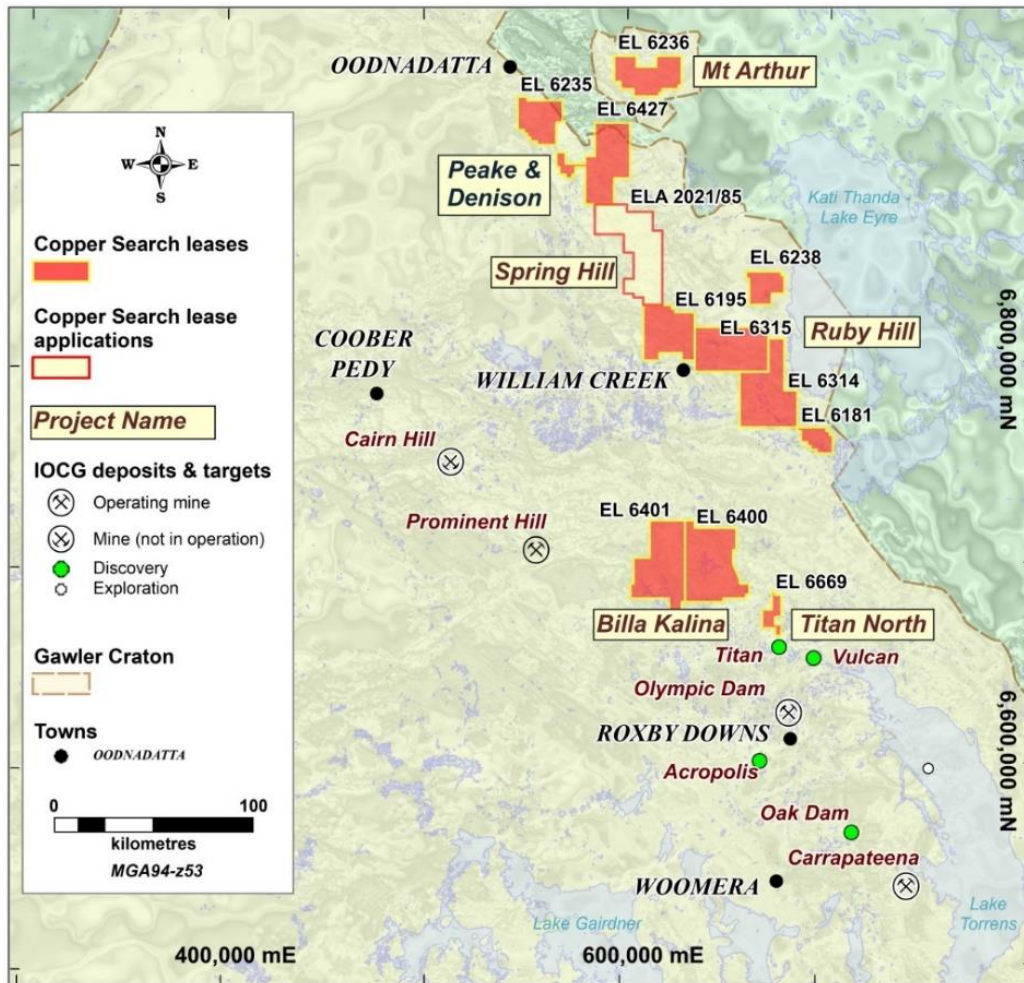 EL 6236
OODNADATTA
Mt Arthur
EL 6235
EL 6427
N
W E
S
Peake &
Denison
Kati Thanda -
Lake Eyre
ELA 2021/85
Copper Search leases
Spring Hill
EL 6238
Copper Search lease
applications
EL 6195
EL 6315
Ruby Hill
6,800,000 mN
COOBER
PEDY
WILLIAM CREEK
EL 6314
Project Name
EL 6181
Cairn Hill
IOCG deposits & targets
Operating mine
Mine (not in operation)
Discovery
Exploration
Prominent Hill
EL 6401
EL 6400
EL 6669
Billa Kalina
Titan North
Gawler Craton
Titan
Vulcan
Olympic Dam
Towns
OODNADATTA
ROXBY DOWNS
6,600,000 mN
Acropolis
0 100
kilometres
MGA94-z53
Oak Dam
Carrapateena
WOOMERA
Lake Gairdner
Lake
Torrens
400,000 mE
600,000 mE